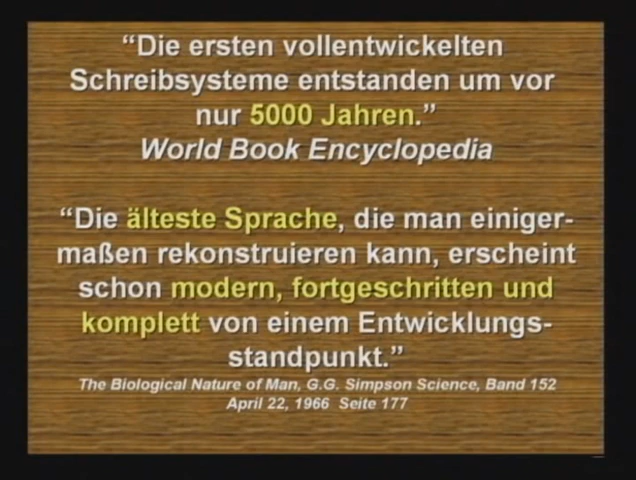 “Die ersten vollentwickelten
Schreibsysteme entstanden um vor
nur 5000 Jahren.”
World Book Encyclopedia
“Die älteste Sprache, die man einiger-
maßen rekonstruieren kann, erscheint
schon modern, fortgeschritten und
komplett von einem Entwicklungs-
standpunkt.”
The Biological Nature of Man, G.G. Simpson Science, Band 152
April 22, 1966 Seite 177